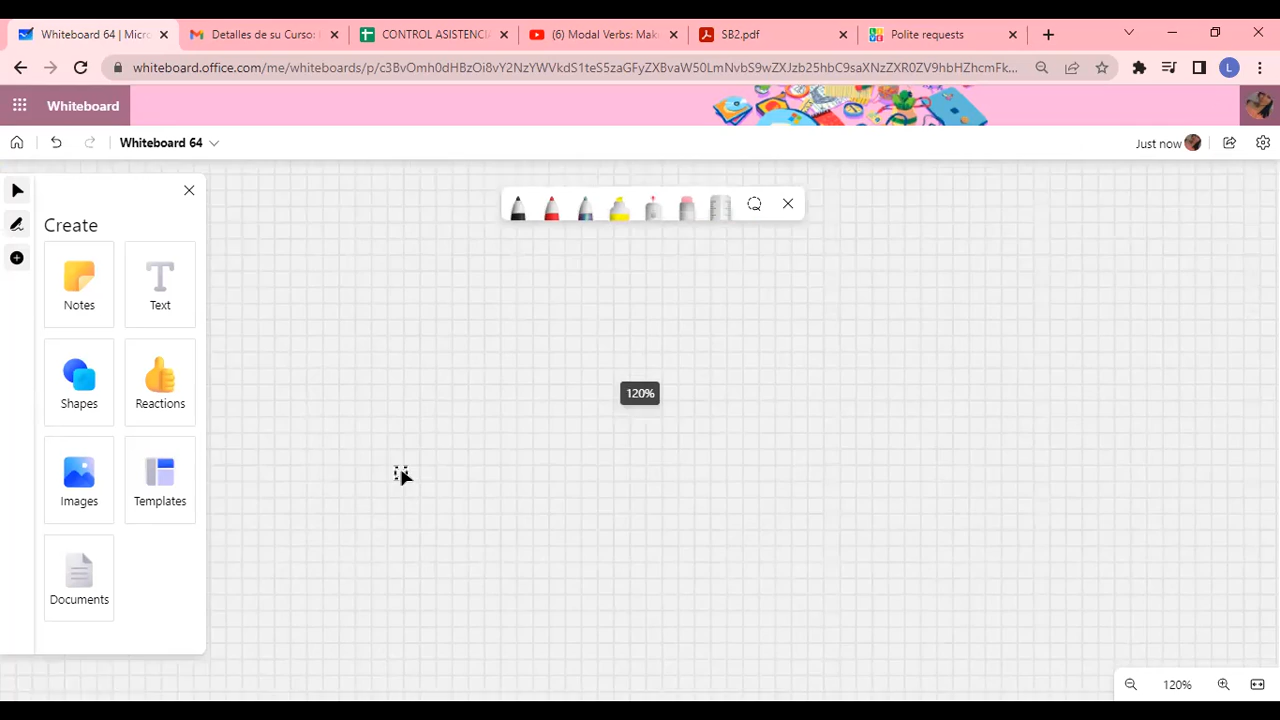 Whiteboard 64 | Micro
Detalles de su Curso:
CONTROL ASISTENCIA
(6) Modal Verbs: Mak
SB2.pdf
Polite requests
whiteboard.office.com/me/whiteboards/p/c3BvOmh0dHBzOi8vY2NzYWVkdS1teS5zaGFyZXBvaW50LmNvbS9wZXJzb25hbC9saXNzZXR0ZV9hbHZhcmFk...
L
Whiteboard
Whiteboard 64
Just now
Create
Notes
Text
Shapes
Reactions
Images
Templates
Documents
120%
120%